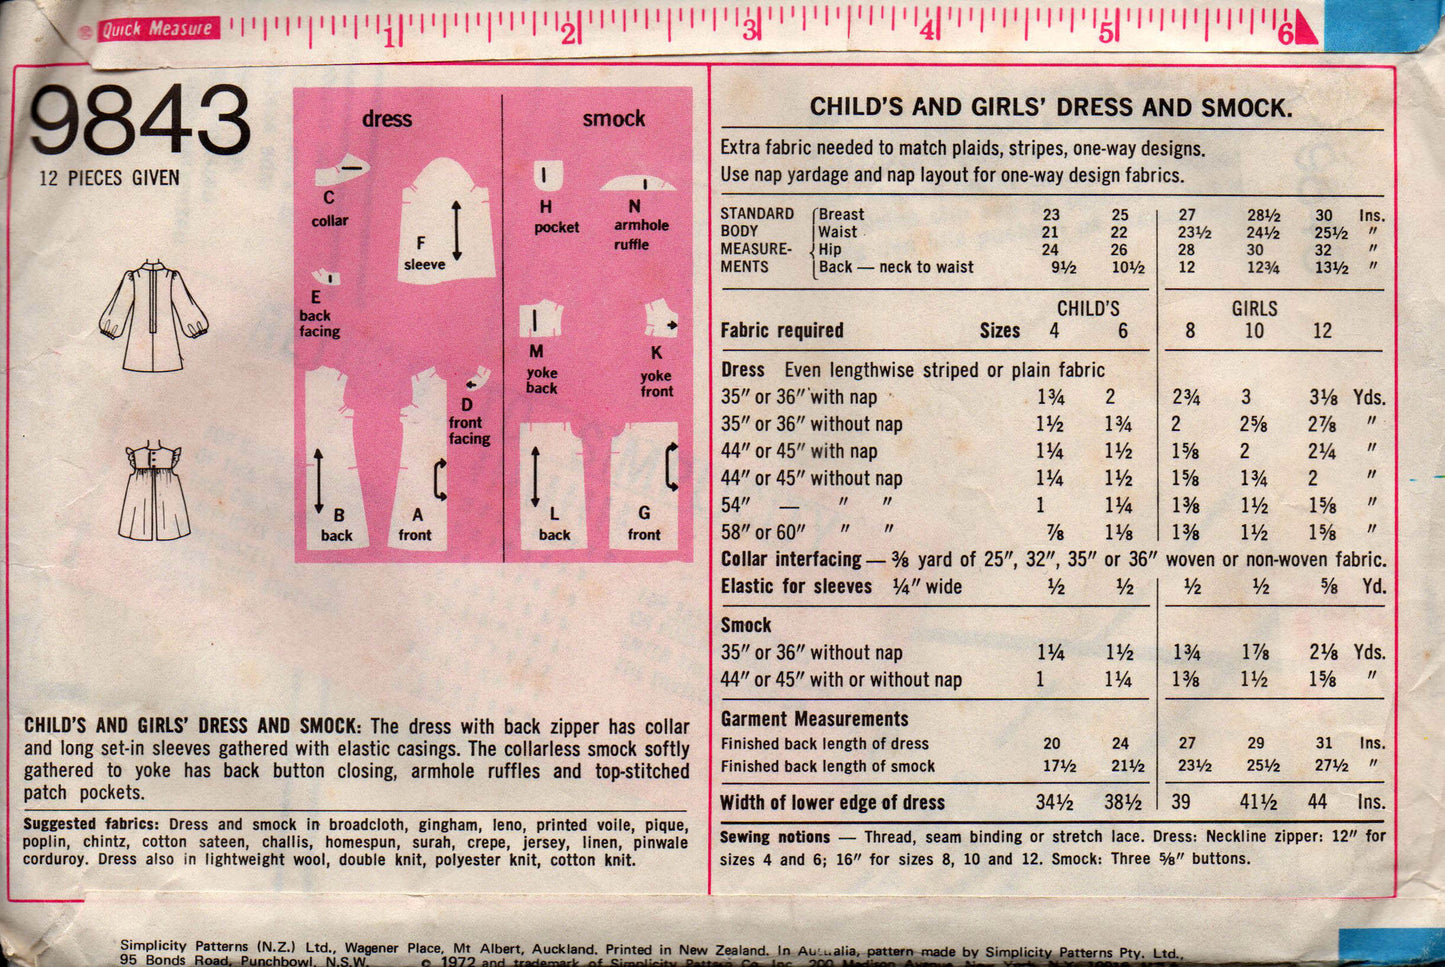 Quick Measure
1 2 3 4 5 6
9843
12 PIECES GIVEN
dress
C
collar
F
sleeve
E
back
facing
D
front
facing
B
back
A
front
smock
H
pocket
N
armhole
ruffle
M
yoke
back
K
yoke
front
L
back
G
front
CHILD'S AND GIRLS' DRESS AND SMOCK: The dress with back zipper has collar
and long set-in sleeves gathered with elastic casings. The collarless smock softly
gathered to yoke has back button closing, armhole ruffles and top-stitched
patch pockets.
Suggested fabrics: Dress and smock in broadcloth, gingham, leno, printed voile, pique,
poplin, chintz, cotton sateen, challis, homespun, surah, crepe, jersey, linen, pinwale
corduroy. Dress also in lightweight wool, double knit, polyester knit, cotton knit.
CHILD'S AND GIRLS' DRESS AND SMOCK.
Extra fabric needed to match plaids, stripes, one-way designs.
Use nap yardage and nap layout for one-way design fabrics.
STANDARD Breast 23 25 27 28½ 30 Ins.
BODY Waist 21 22 23½ 24½ 25½ "
MEASURE- Hip 24 26 28 30 32 "
MENTS Back — neck to waist 9½ 10½ 12 12¾ 13½ "
CHILD'S GIRLS
Fabric required Sizes 4 6 8 10 12
Dress Even lengthwise striped or plain fabric
35" or 36" with nap 1¾ 2 2¾ 3 3⅛ Yds.
35" or 36" without nap 1½ 1¾ 2 2⅝ 2⅞ "
44" or 45" with nap 1¼ 1½ 1⅝ 2 2¼ "
44" or 45" without nap 1¼ 1½ 1⅝ 1¾ 2 "
54" — " " 1 1¼ 1⅜ 1½ 1⅝ "
58" or 60" " " ⅞ 1⅛ 1⅜ 1½ 1⅝ "
Collar interfacing — ⅜ yard of 25", 32", 35" or 36" woven or non-woven fabric.
Elastic for sleeves ¼" wide ½ ½ ½ ½ ⅝ Yd.
Smock
35" or 36" without nap 1¼ 1½ 1¾ 1⅞ 2⅛ Yds.
44" or 45" with or without nap 1 1¼ 1⅜ 1½ 1⅝ "
Garment Measurements
Finished back length of dress 20 24 27 29 31 Ins.
Finished back length of smock 17½ 21½ 23½ 25½ 27½ "
Width of lower edge of dress 34½ 38½ 39 41½ 44 Ins.
Sewing notions — Thread, seam binding or stretch lace. Dress: Neckline zipper: 12" for
sizes 4 and 6; 16" for sizes 8, 10 and 12. Smock: Three ⅝" buttons.
Simplicity Patterns (N.Z.) Ltd., Wagener Place, Mt Albert, Auckland. Printed in New Zealand. In pattern made by Simplicity Patterns Pty. Ltd.,
95 Bonds Road, Punchbowl, N.S.W. © 1972 and trademark of Simplicity Pattern Co. Inc. 200 Madison Avenue